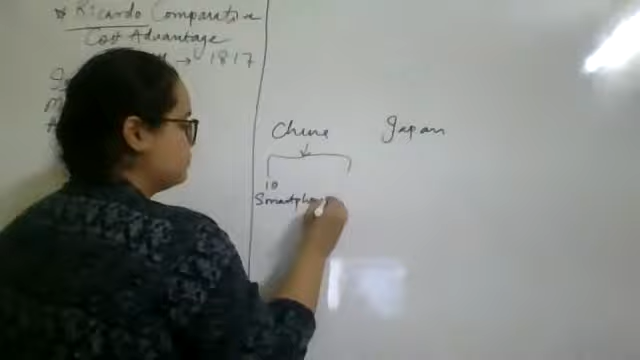 * Ricardo Comparative
Cost Advantage
→ 1817
China Japan
10
Smartpho